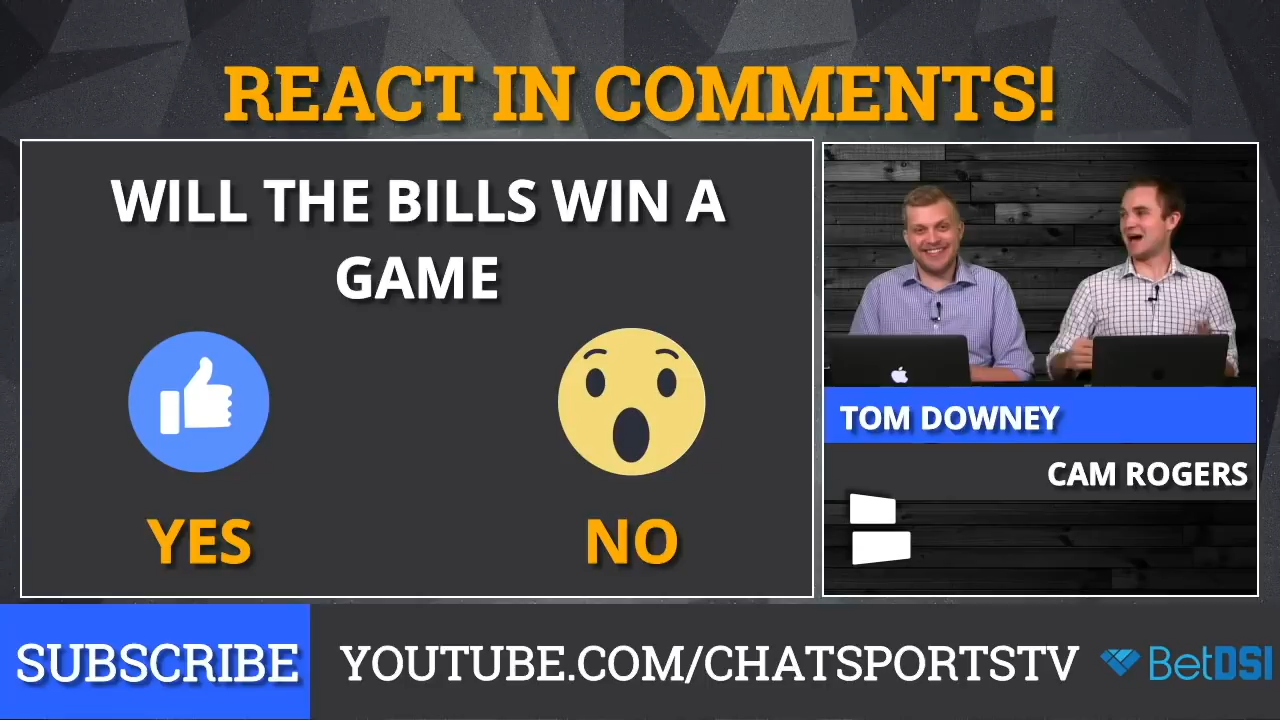 REACT IN COMMENTS!
WILL THE BILLS WIN A
GAME
YES
NO
TOM DOWNEY
CAM ROGERS
SUBSCRIBE
YOUTUBE.COM/CHATSPORTSTV
BetDSI